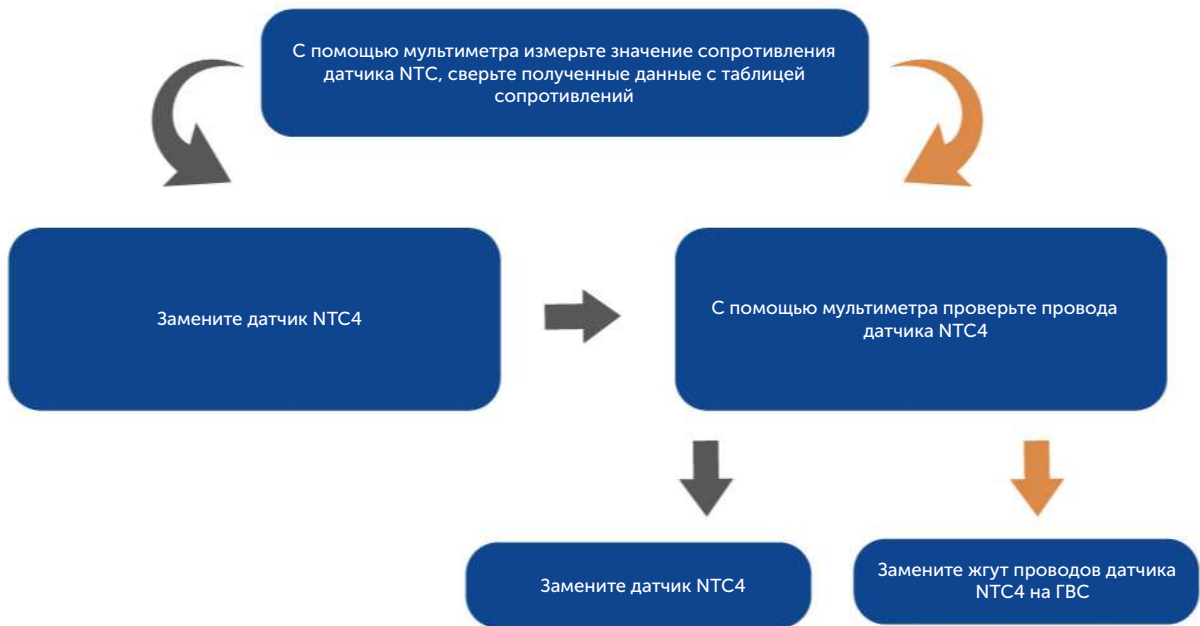 С помощью мультиметра измерьте значение сопротивления
датчика NTC, сверьте полученные данные с таблицей
сопротивлений
Замените датчик NTC4
С помощью мультиметра проверьте провода
датчика NTC4
Замените датчик NTC4
Замените жгут проводов датчика
NTC4 на ГВС